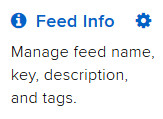 Feed Info
Manage feed name,
key, description,
and tags.